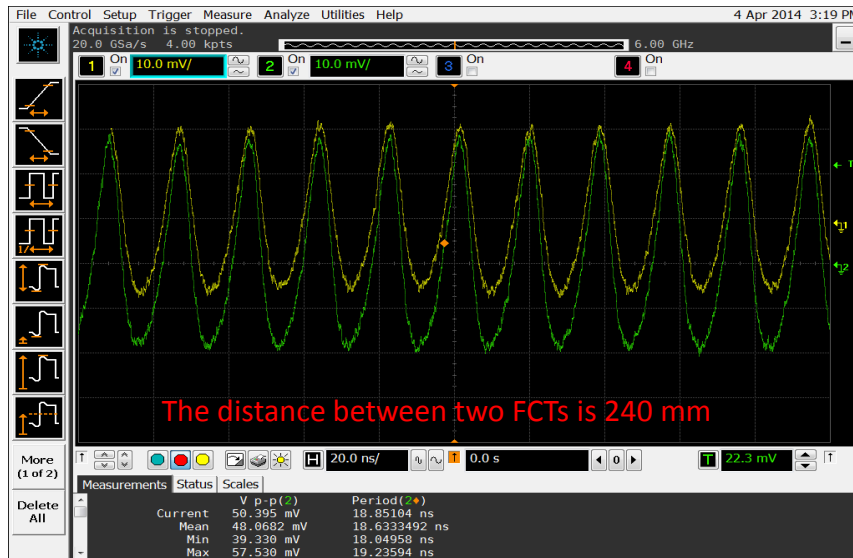 File Control Setup Trigger Measure Analyze Utilities Help 4 Apr 2014 3:19 PM
Acquisition is stopped.
20.0 GSa/s 4.00 kpts 6.00 GHz
1 On 10.0 mV/ 2 On 10.0 mV/ 3 On 4 On
T
1
2
1/
The distance between two FCTs is 240 mm
More
(1 of 2)
Delete
All
H 20.0 ns/ 0.0 s 0 T 22.3 mV
Measurements Status Scales
V p-p(2) Period(2♦)
Current 50.395 mV 18.85104 ns
Mean 48.0682 mV 18.6333492 ns
Min 39.330 mV 18.04958 ns
Max 57.530 mV 19.23594 ns